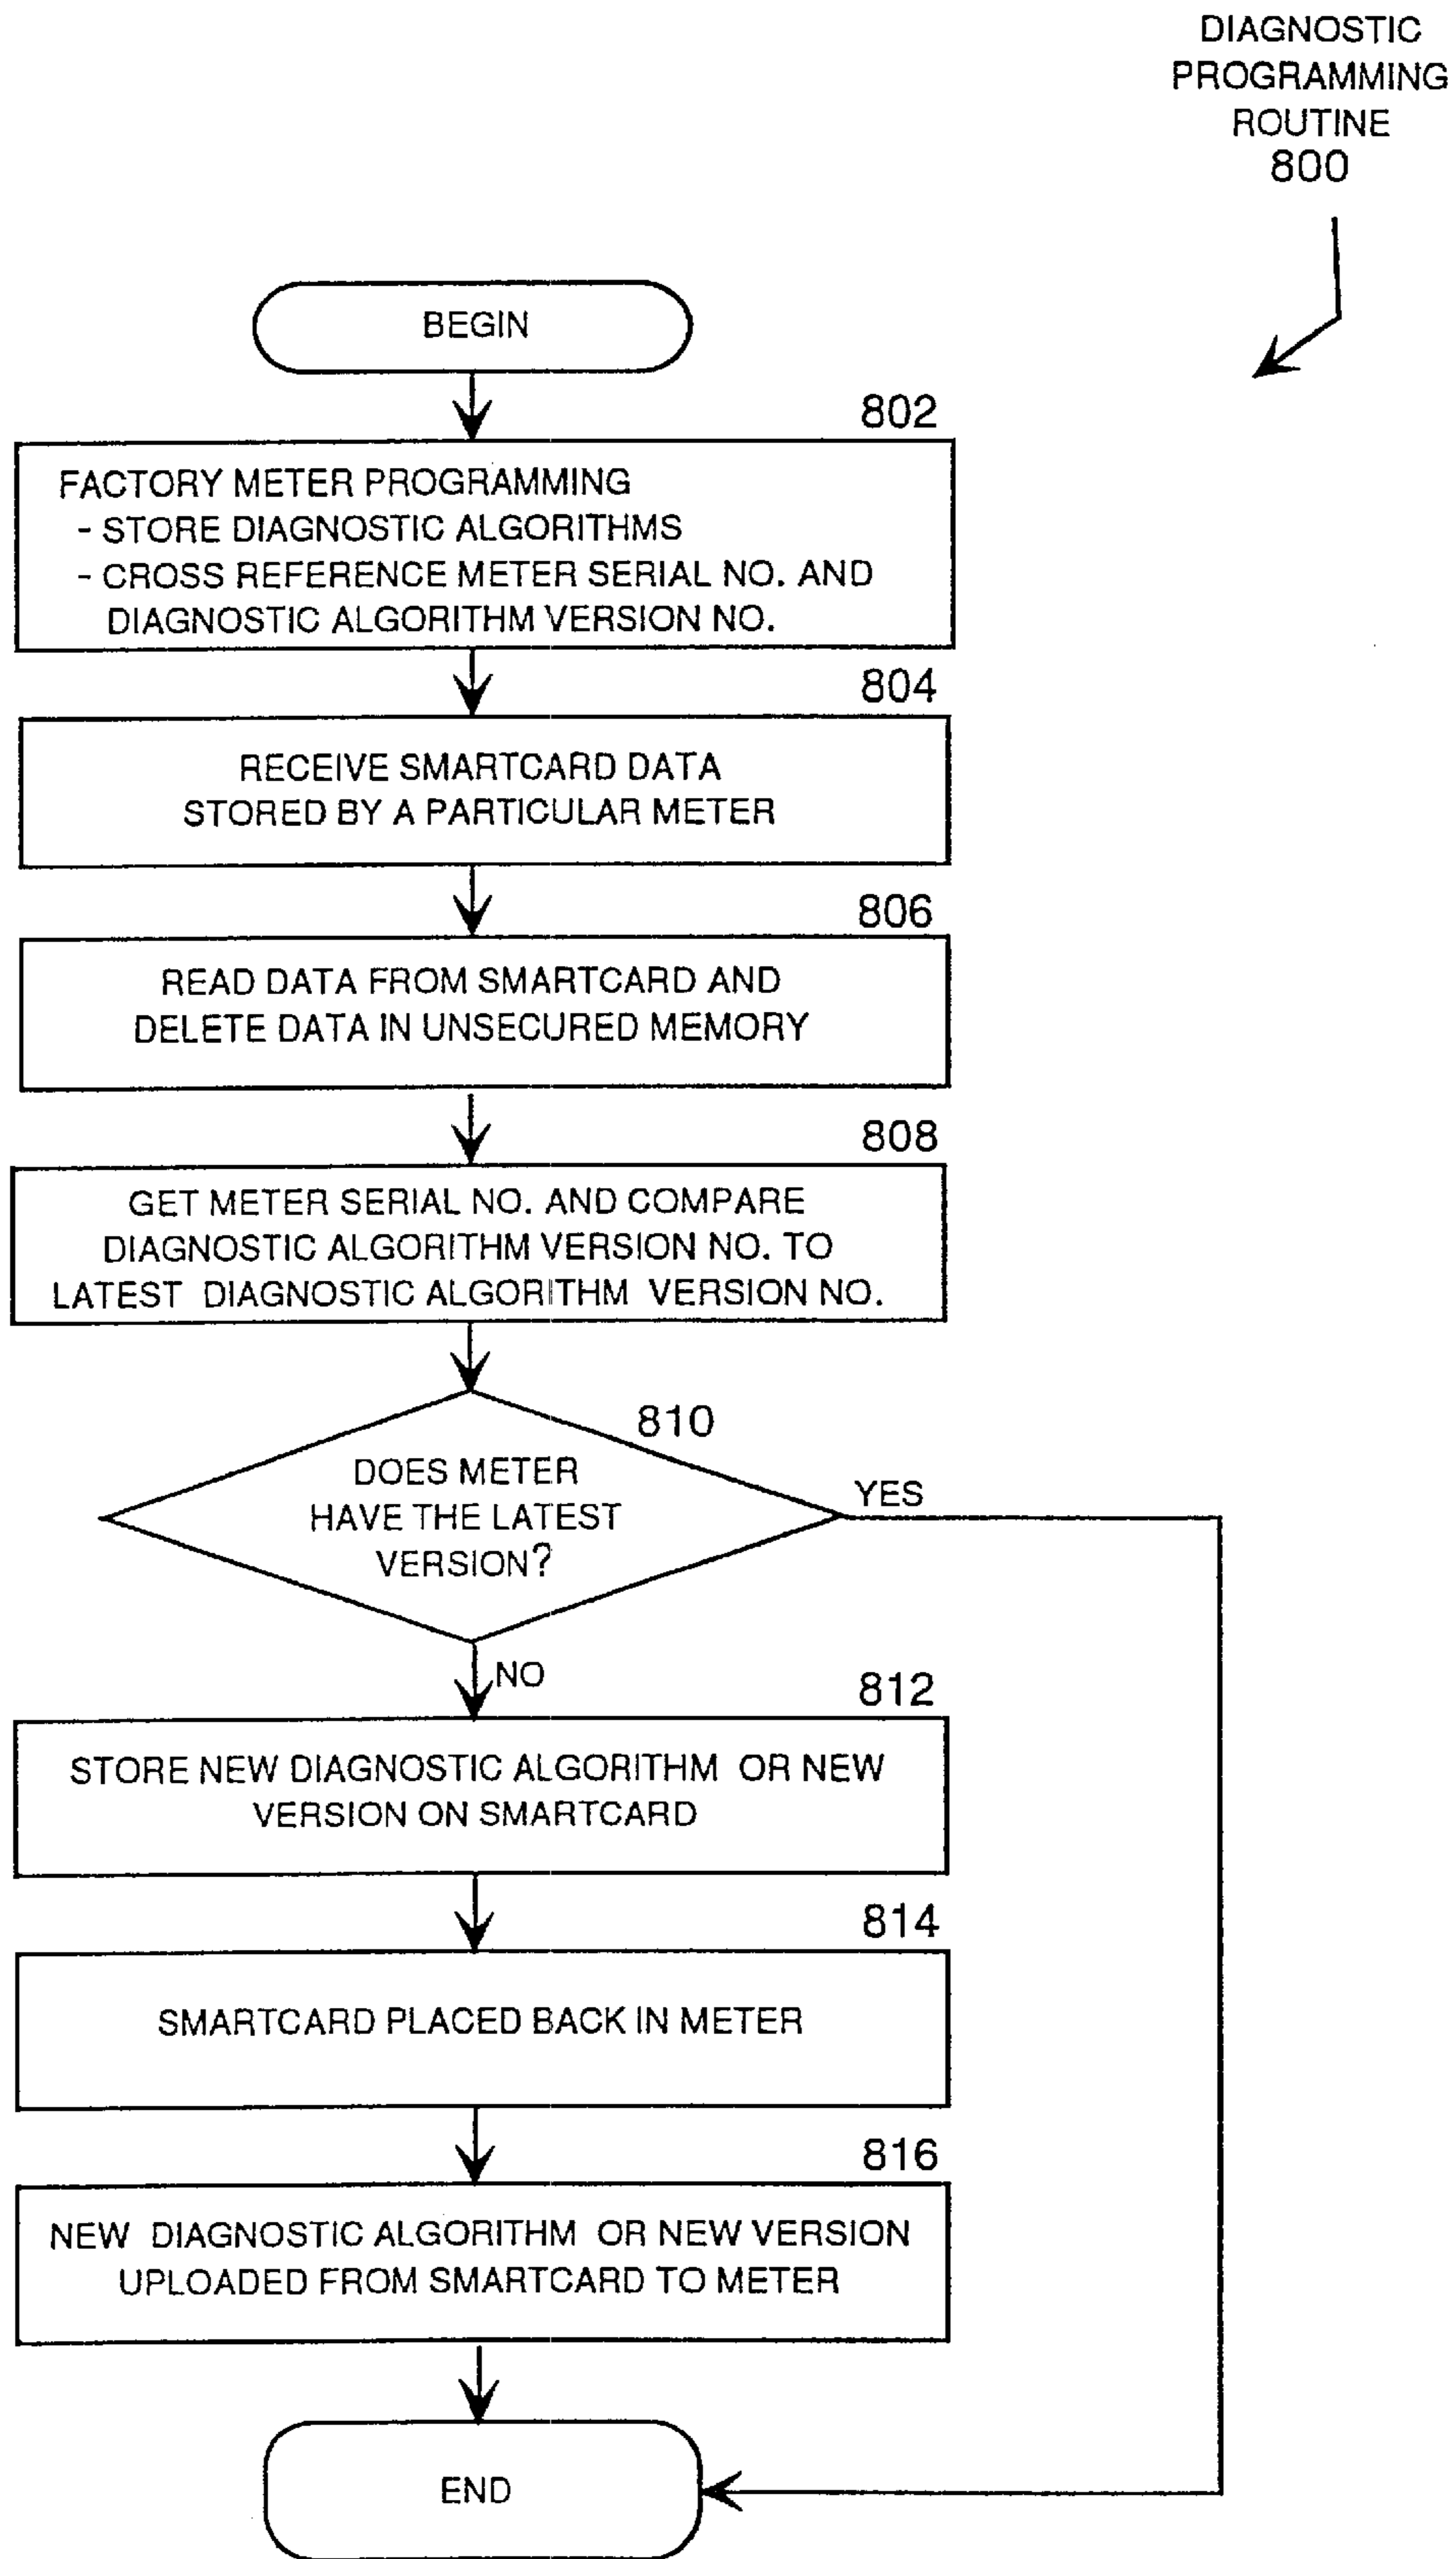 DIAGNOSTIC
PROGRAMMING
ROUTINE
800
BEGIN
802
FACTORY METER PROGRAMMING
- STORE DIAGNOSTIC ALGORITHMS
- CROSS REFERENCE METER SERIAL NO. AND
DIAGNOSTIC ALGORITHM VERSION NO.
804
RECEIVE SMARTCARD DATA
STORED BY A PARTICULAR METER
806
READ DATA FROM SMARTCARD AND
DELETE DATA IN UNSECURED MEMORY
808
GET METER SERIAL NO. AND COMPARE
DIAGNOSTIC ALGORITHM VERSION NO. TO
LATEST DIAGNOSTIC ALGORITHM VERSION NO.
810
DOES METER
HAVE THE LATEST
VERSION?
YES
NO
812
STORE NEW DIAGNOSTIC ALGORITHM OR NEW
VERSION ON SMARTCARD
814
SMARTCARD PLACED BACK IN METER
816
NEW DIAGNOSTIC ALGORITHM OR NEW VERSION
UPLOADED FROM SMARTCARD TO METER
END